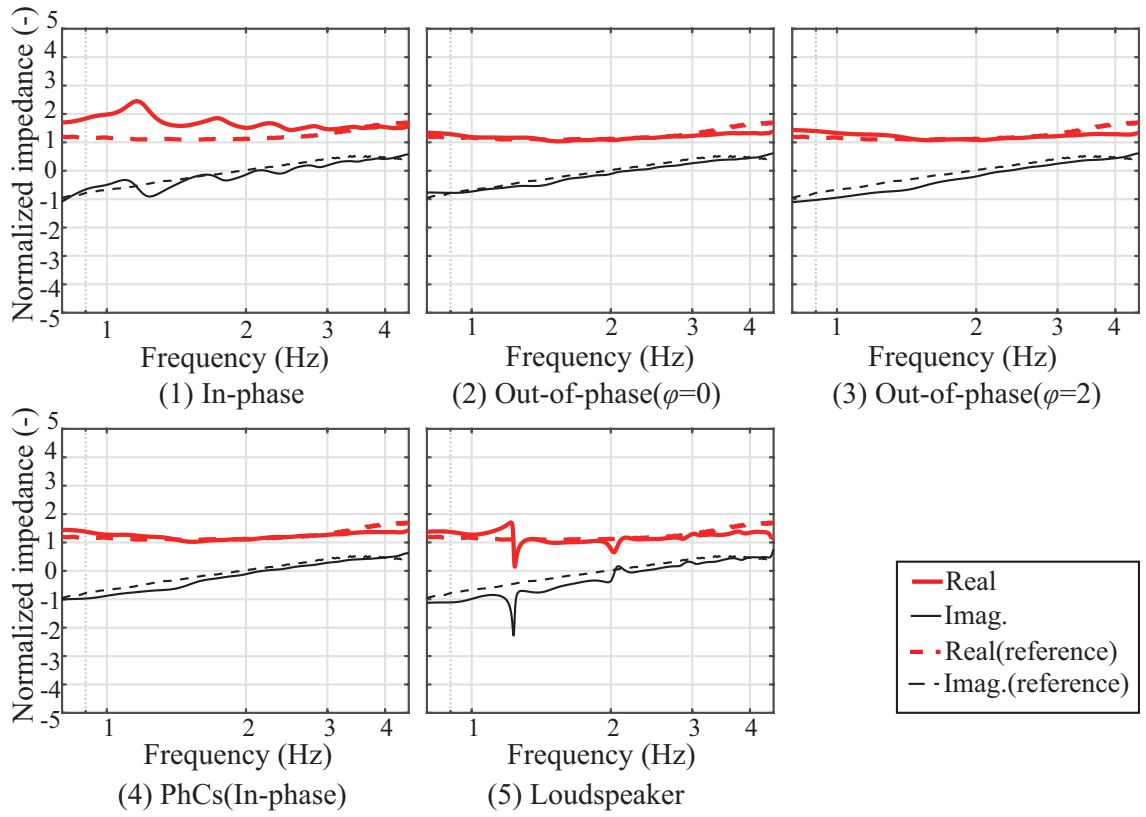 Normalized impedance (-)
5
4
3
2
1
0
-1
-2
-3
-4
-5
1 2 3 4
1 2 3 4
1 2 3 4
Frequency (Hz) Frequency (Hz) Frequency (Hz)
(1) In-phase (2) Out-of-phase(φ=0) (3) Out-of-phase(φ=2)
Normalized impedance (-)
5
4
3
2
1
0
-1
-2
-3
-4
-5
1 2 3 4
1 2 3 4
Frequency (Hz) Frequency (Hz)
(4) PhCs(In-phase) (5) Loudspeaker
Real
Imag.
Real(reference)
Imag.(reference)